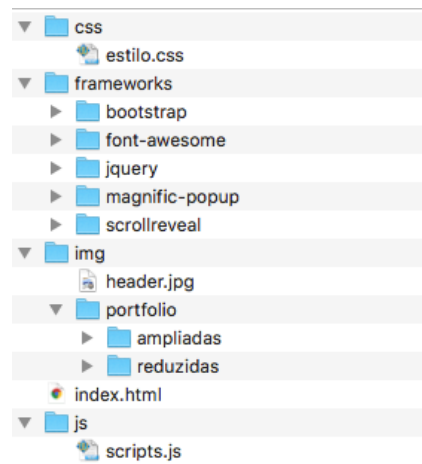 css
estilo.css
frameworks
bootstrap
font-awesome
jquery
magnific-popup
scrollreveal
img
header.jpg
portfolio
ampliadas
reduzidas
index.html
js
scripts.js